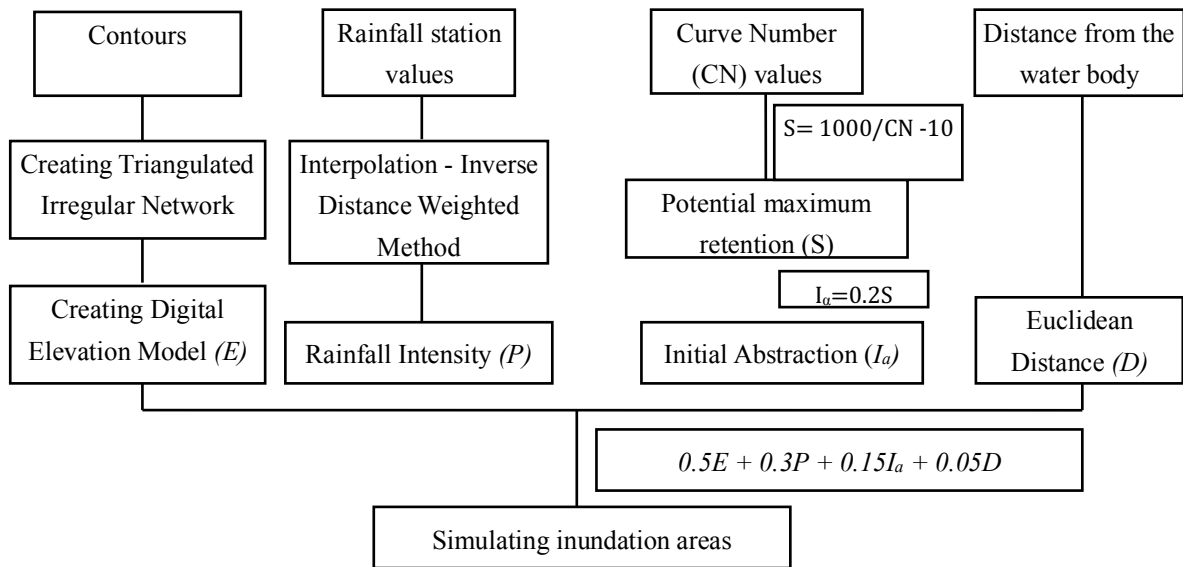 Contours
Rainfall station
values
Curve Number
(CN) values
Distance from the
water body
S= 1000/CN -10
Creating Triangulated
Irregular Network
Interpolation - Inverse
Distance Weighted
Method
Potential maximum
retention (S)
Iα=0.2S
Creating Digital
Elevation Model (E)
Rainfall Intensity (P)
Initial Abstraction (Ia)
Euclidean
Distance (D)
0.5E + 0.3P + 0.15Ia + 0.05D
Simulating inundation areas